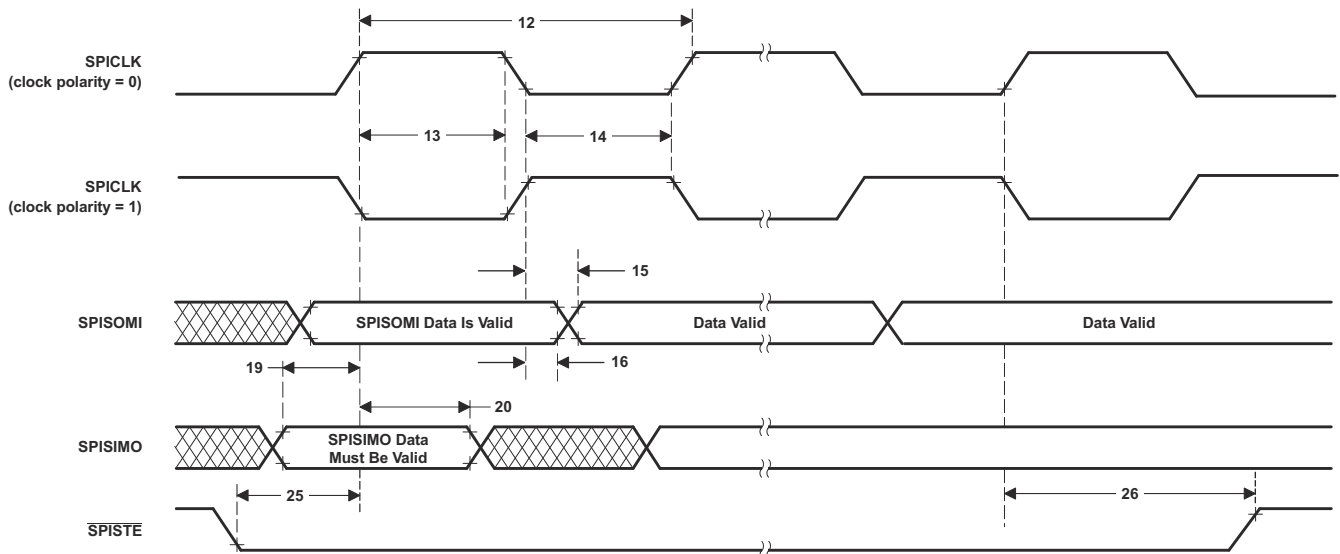 12
SPICLK
(clock polarity = 0)
13
14
SPICLK
(clock polarity = 1)
15
SPISOMI
SPISOMI Data Is Valid
Data Valid
Data Valid
19
16
20
SPISIMO
SPISIMO Data
Must Be Valid
25
26
SPISTE